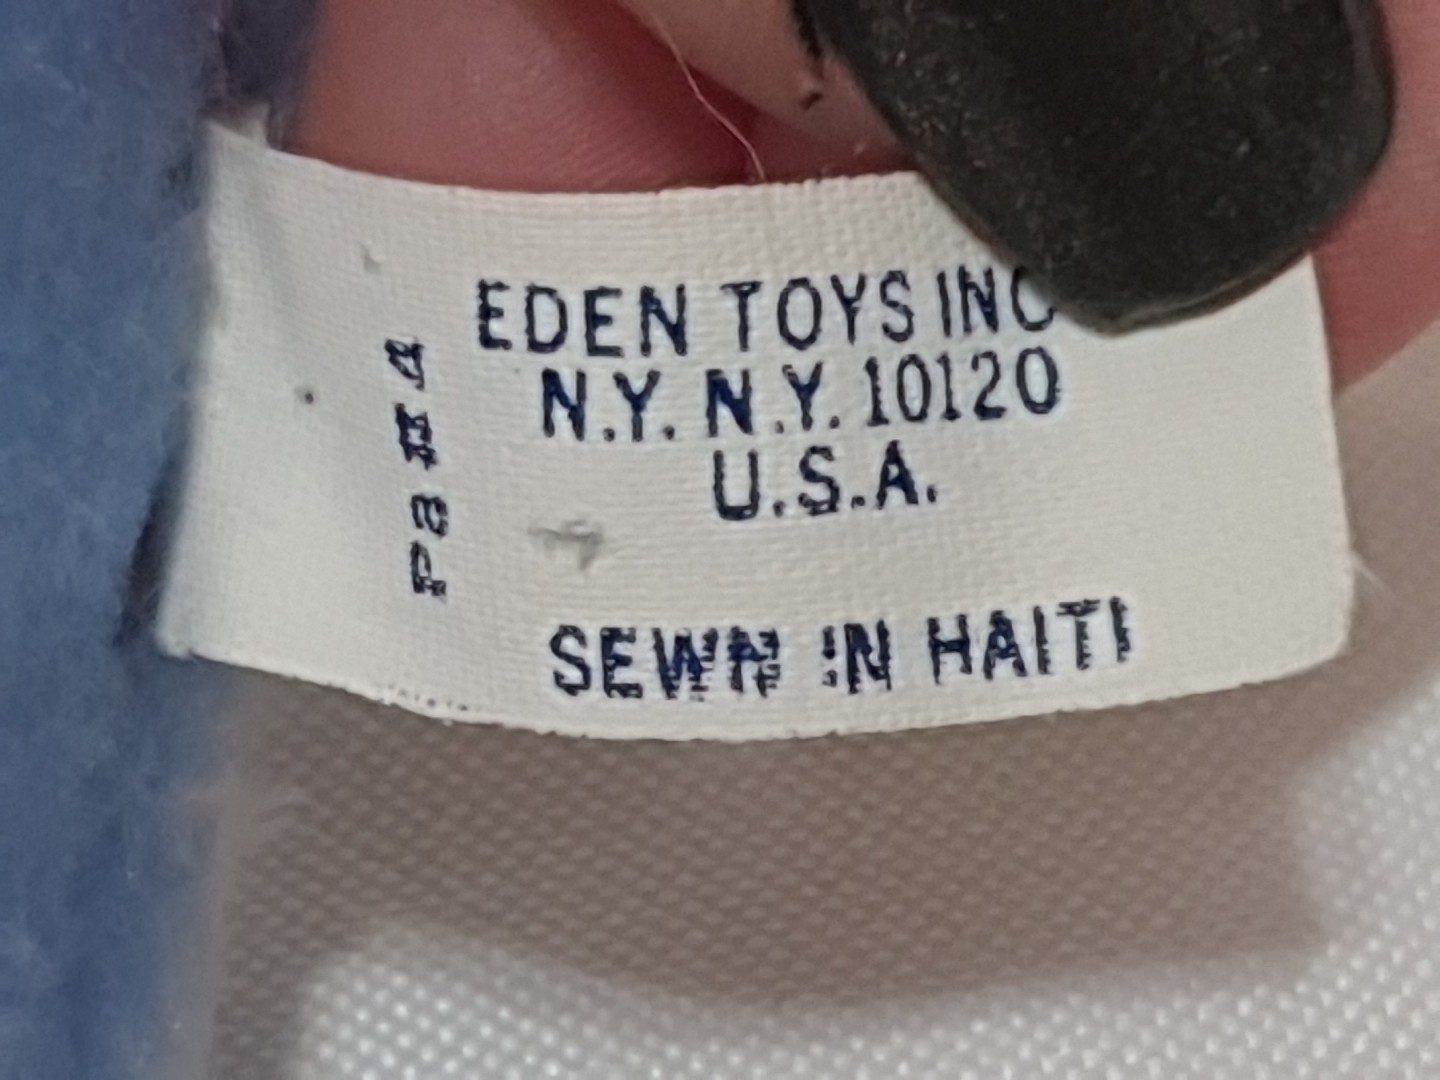 EDEN TOYS INC
N.Y. N.Y. 10120
U.S.A.
SEWN IN HAITI